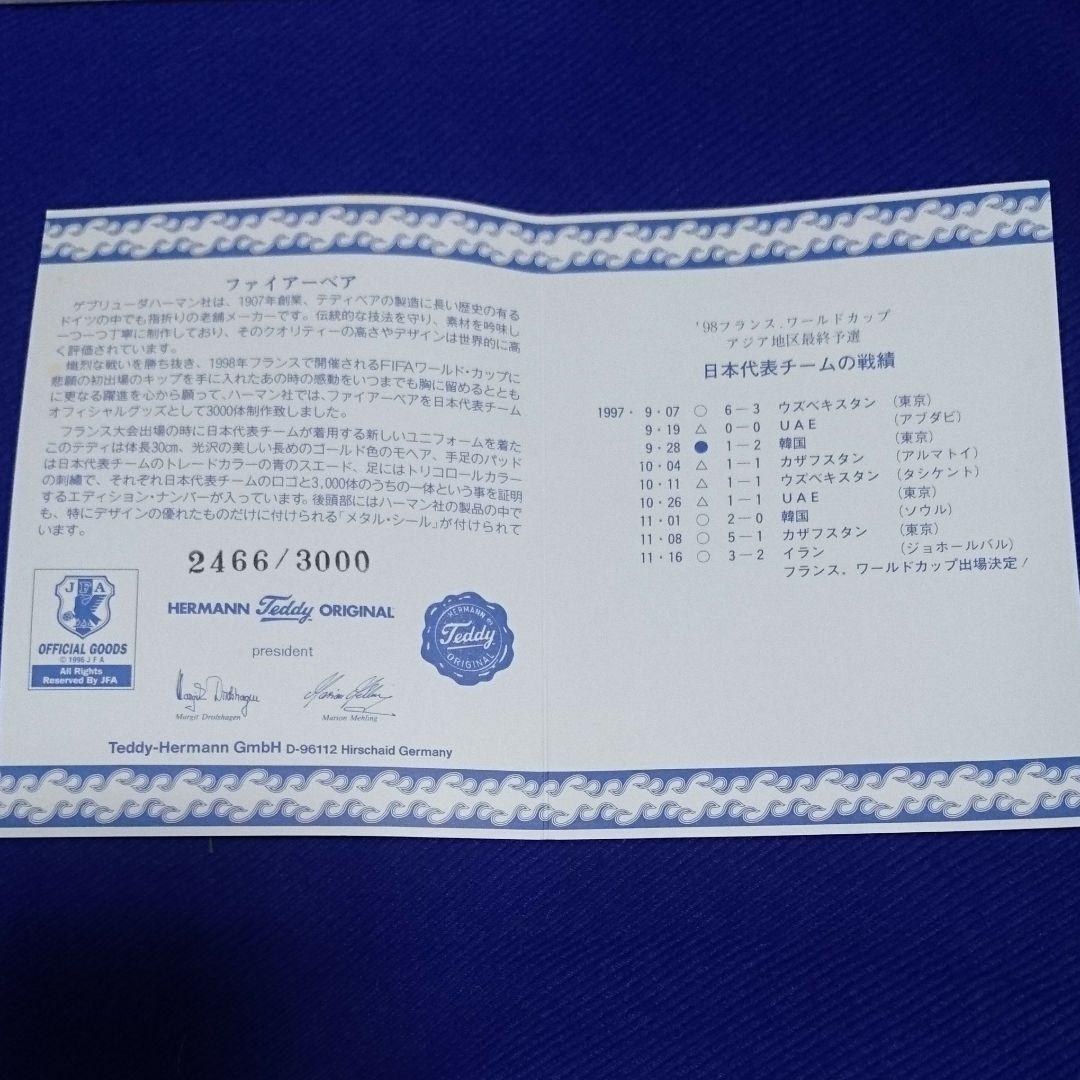 ファイアーベア
ゲブリューダハーマン社は、1907年創業、テディベアの製造に長い歴史の有る
ドイツの中でも指折りの老舗メーカーです。伝統的な技法を守り、素材を吟味し
一つ一つ丁寧に制作しており、そのクオリティーの高さやデザインは世界的に高
く評価されています。
熾烈な戦いを勝ち抜き、1998年フランスで開催されるFIFAワールド・カップに
悲願の初出場のキップを手に入れたあの時の感動をいつまでも胸に留めるととも
に更なる躍進を心から願って、ハーマン社では、ファイアーベアを日本代表チーム
オフィシャルグッズとして3000体制作致しました。
フランス大会出場の時に日本代表チームが着用する新しいユニフォームを着た
このテディは体長30cm、光沢の美しい長めのゴールド色のモヘア、手足のパッド
は日本代表チームのトレードカラーの青のスエード、足にはトリコロールカラー
の刺繍で、それぞれ日本代表チームのロゴと3,000体のうちの一体という事を証明
するエディション・ナンバーが入っています。後頭部にはハーマン社の製品の中で
も、特にデザインの優れたものだけに付けられる「メタル・シール」が付けられて
います。
2466/3000
JFA
OFFICIAL GOODS
© 1996 JFA
All Rights
Reserved By JFA
HERMANN Teddy ORIGINAL
president
Margit Drolshagen
Marion Mehling
HERMANN
Teddy
ORIGINAL
Teddy-Hermann GmbH D-96112 Hirschaid Germany
'98フランス.ワールドカップ
アジア地区最終予選
日本代表チームの戦績
1997・ 9・07 ○ 6－3 ウズベキスタン (東京)
9・19 △ 0－0 UAE (アブダビ)
9・28 ● 1－2 韓国 (東京)
10・04 △ 1－1 カザフスタン (アルマトイ)
10・11 △ 1－1 ウズベキスタン (タシケント)
10・26 △ 1－1 UAE (東京)
11・01 ○ 2－0 韓国 (ソウル)
11・08 ○ 5－1 カザフスタン (東京)
11・16 ○ 3－2 イラン (ジョホールバル)
フランス．ワールドカップ出場決定！